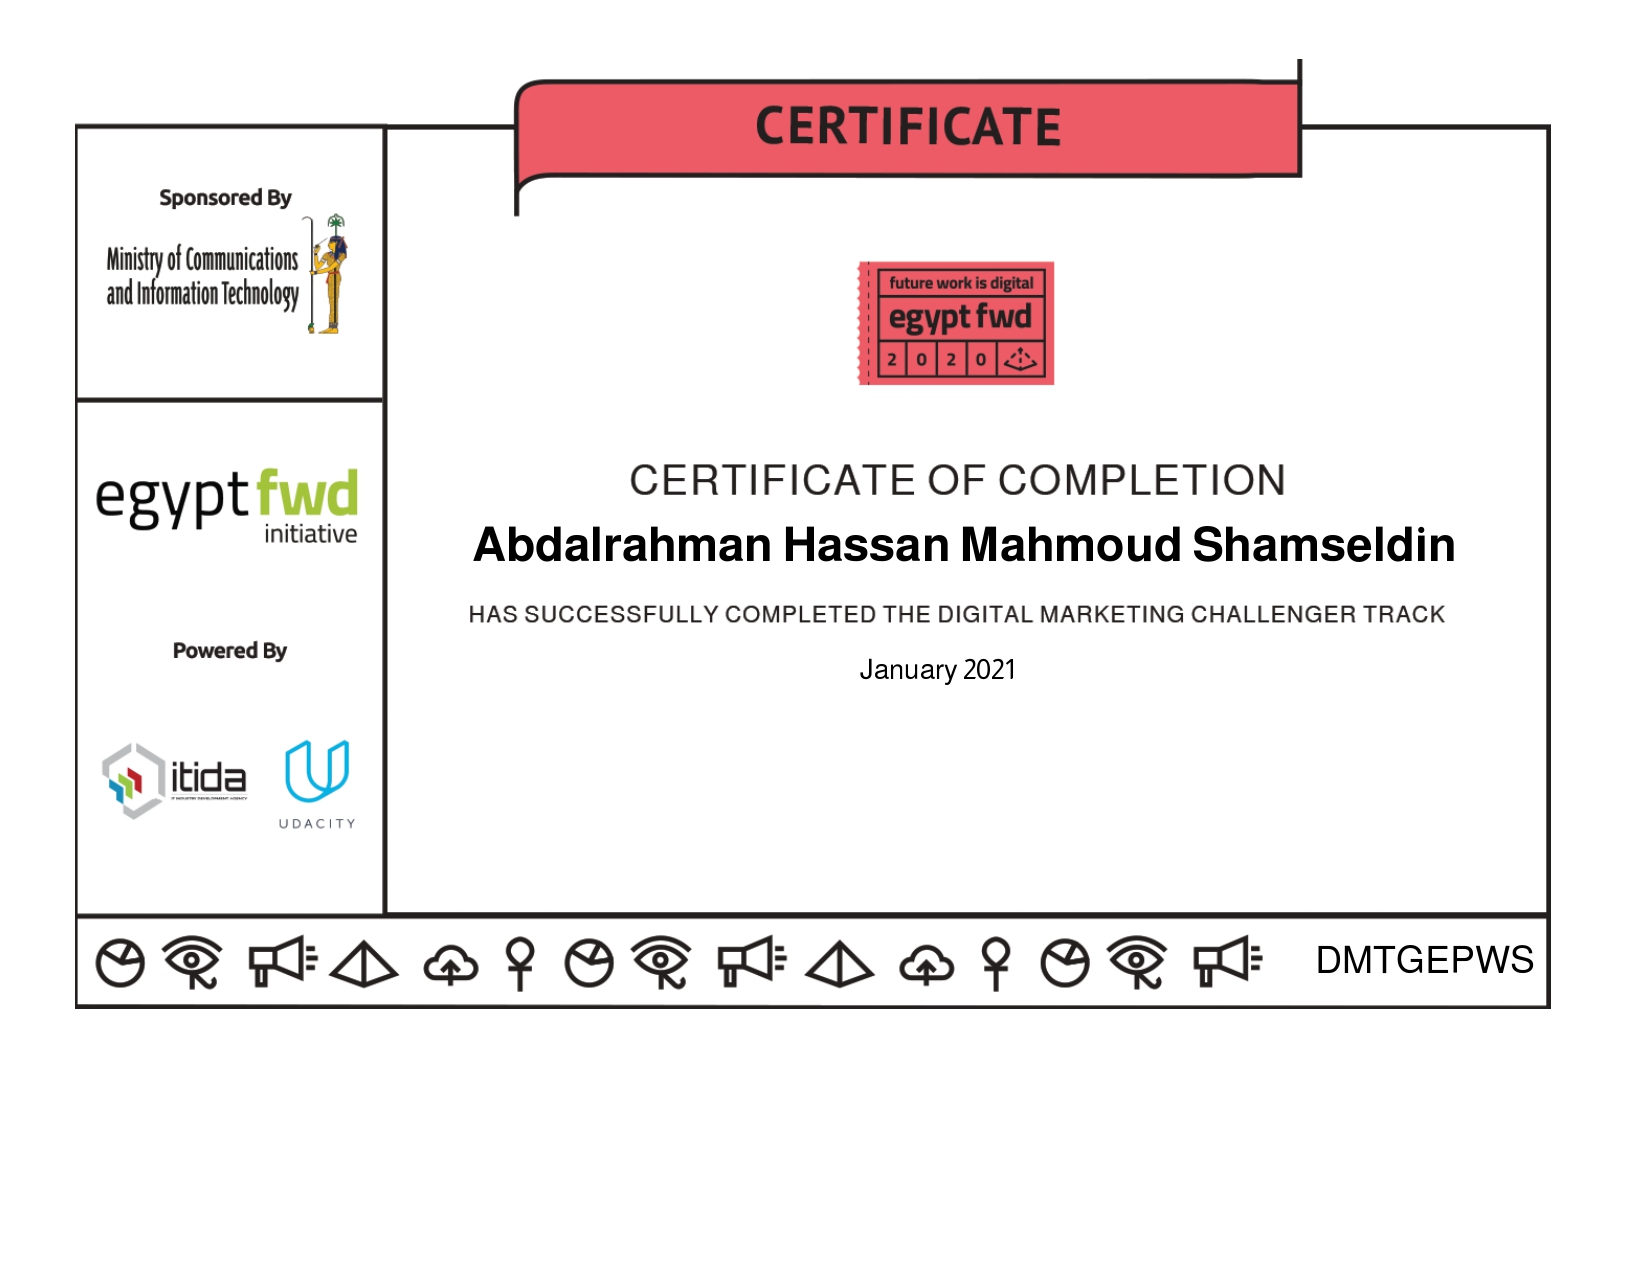 CERTIFICATE
Sponsored By
Ministry of Communications
and Information Technology
egypt fwd
initiative
Powered By
itida
IT INDUSTRY DEVELOPMENT AGENCY
UDACITY
future work is digital
egypt fwd
2 0 2 0
CERTIFICATE OF COMPLETION
Abdalrahman Hassan Mahmoud Shamseldin
HAS SUCCESSFULLY COMPLETED THE DIGITAL MARKETING CHALLENGER TRACK
January 2021
DMTGEPWS